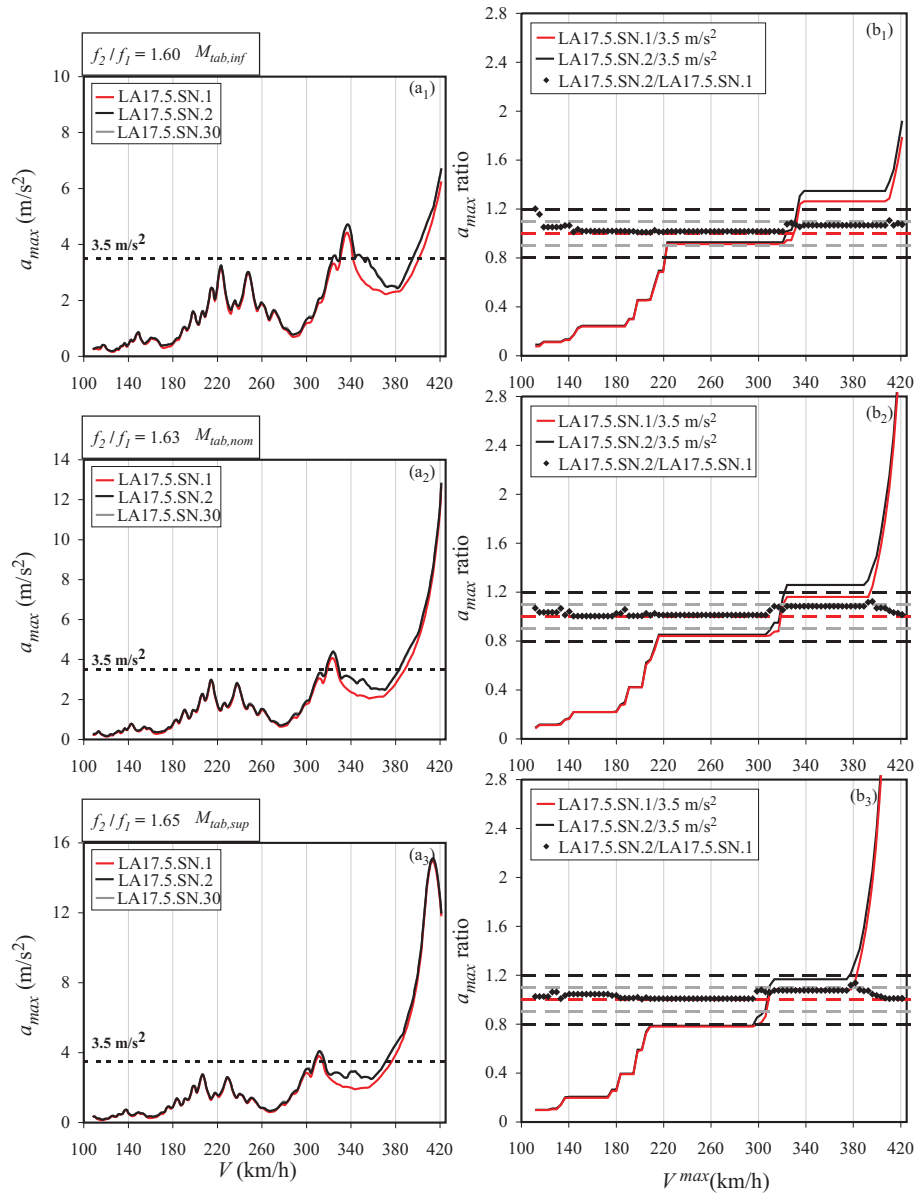 f2 / f1 = 1.60 Mtab,inf
(a1)
LA17.5.SN.1
LA17.5.SN.2
LA17.5.SN.30
3.5 m/s2
amax (m/s2)
10
8
6
4
2
0
100 140 180 220 260 300 340 380 420
(b1)
LA17.5.SN.1/3.5 m/s2
LA17.5.SN.2/3.5 m/s2
LA17.5.SN.2/LA17.5.SN.1
amax ratio
2.8
2.4
2.0
1.6
1.2
0.8
0.4
0
100 140 180 220 260 300 340 380 420
f2 / f1 = 1.63 Mtab,nom
(a2)
LA17.5.SN.1
LA17.5.SN.2
LA17.5.SN.30
3.5 m/s2
amax (m/s2)
14
12
10
8
6
4
2
0
100 140 180 220 260 300 340 380 420
(b2)
LA17.5.SN.1/3.5 m/s2
LA17.5.SN.2/3.5 m/s2
LA17.5.SN.2/LA17.5.SN.1
amax ratio
2.8
2.4
2.0
1.6
1.2
0.8
0.4
0
100 140 180 220 260 300 340 380 420
f2 / f1 = 1.65 Mtab,sup
(a3)
LA17.5.SN.1
LA17.5.SN.2
LA17.5.SN.30
3.5 m/s2
amax (m/s2)
16
12
8
4
0
100 140 180 220 260 300 340 380 420
V (km/h)
(b3)
LA17.5.SN.1/3.5 m/s2
LA17.5.SN.2/3.5 m/s2
LA17.5.SN.2/LA17.5.SN.1
amax ratio
2.8
2.4
2.0
1.6
1.2
0.8
0.4
0
100 140 180 220 260 300 340 380 420
Vmax(km/h)